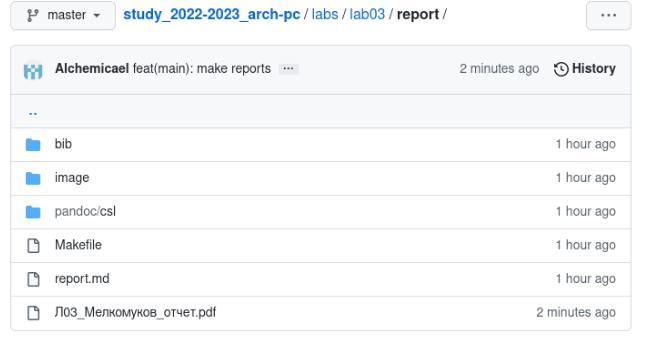 master study_2022-2023_arch-pc / labs / lab03 / report / ...
Alchemicael feat(main): make reports ... 2 minutes ago History
..
bib 1 hour ago
image 1 hour ago
pandoc/csl 1 hour ago
Makefile 1 hour ago
report.md 1 hour ago
Л03_Мелкомуков_отчет.pdf 2 minutes ago